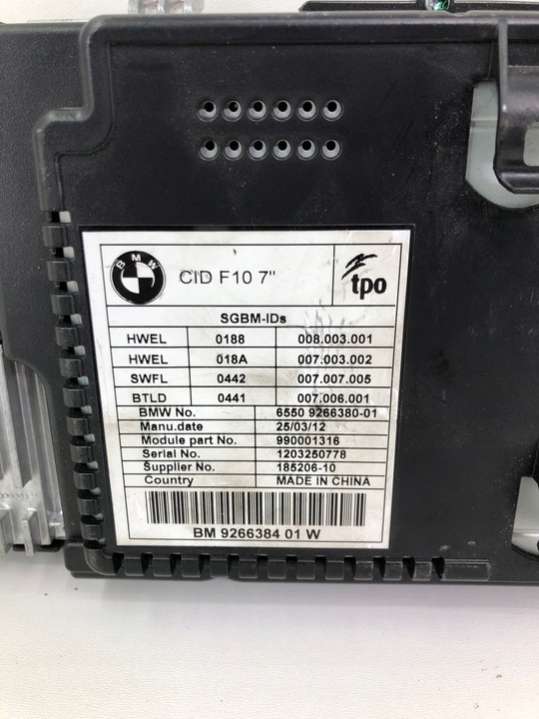 BMW
CID F10 7"
tpo
SGBM-IDs
HWEL 0188 008.003.001
HWEL 018A 007.003.002
SWFL 0442 007.007.005
BTLD 0441 007.006.001
BMW No. 6550 9266380-01
Manu.date 25/03/12
Module part No. 990001316
Serial No. 1203250778
Supplier No. 185206-10
Country MADE IN CHINA
BM 9266384 01 W